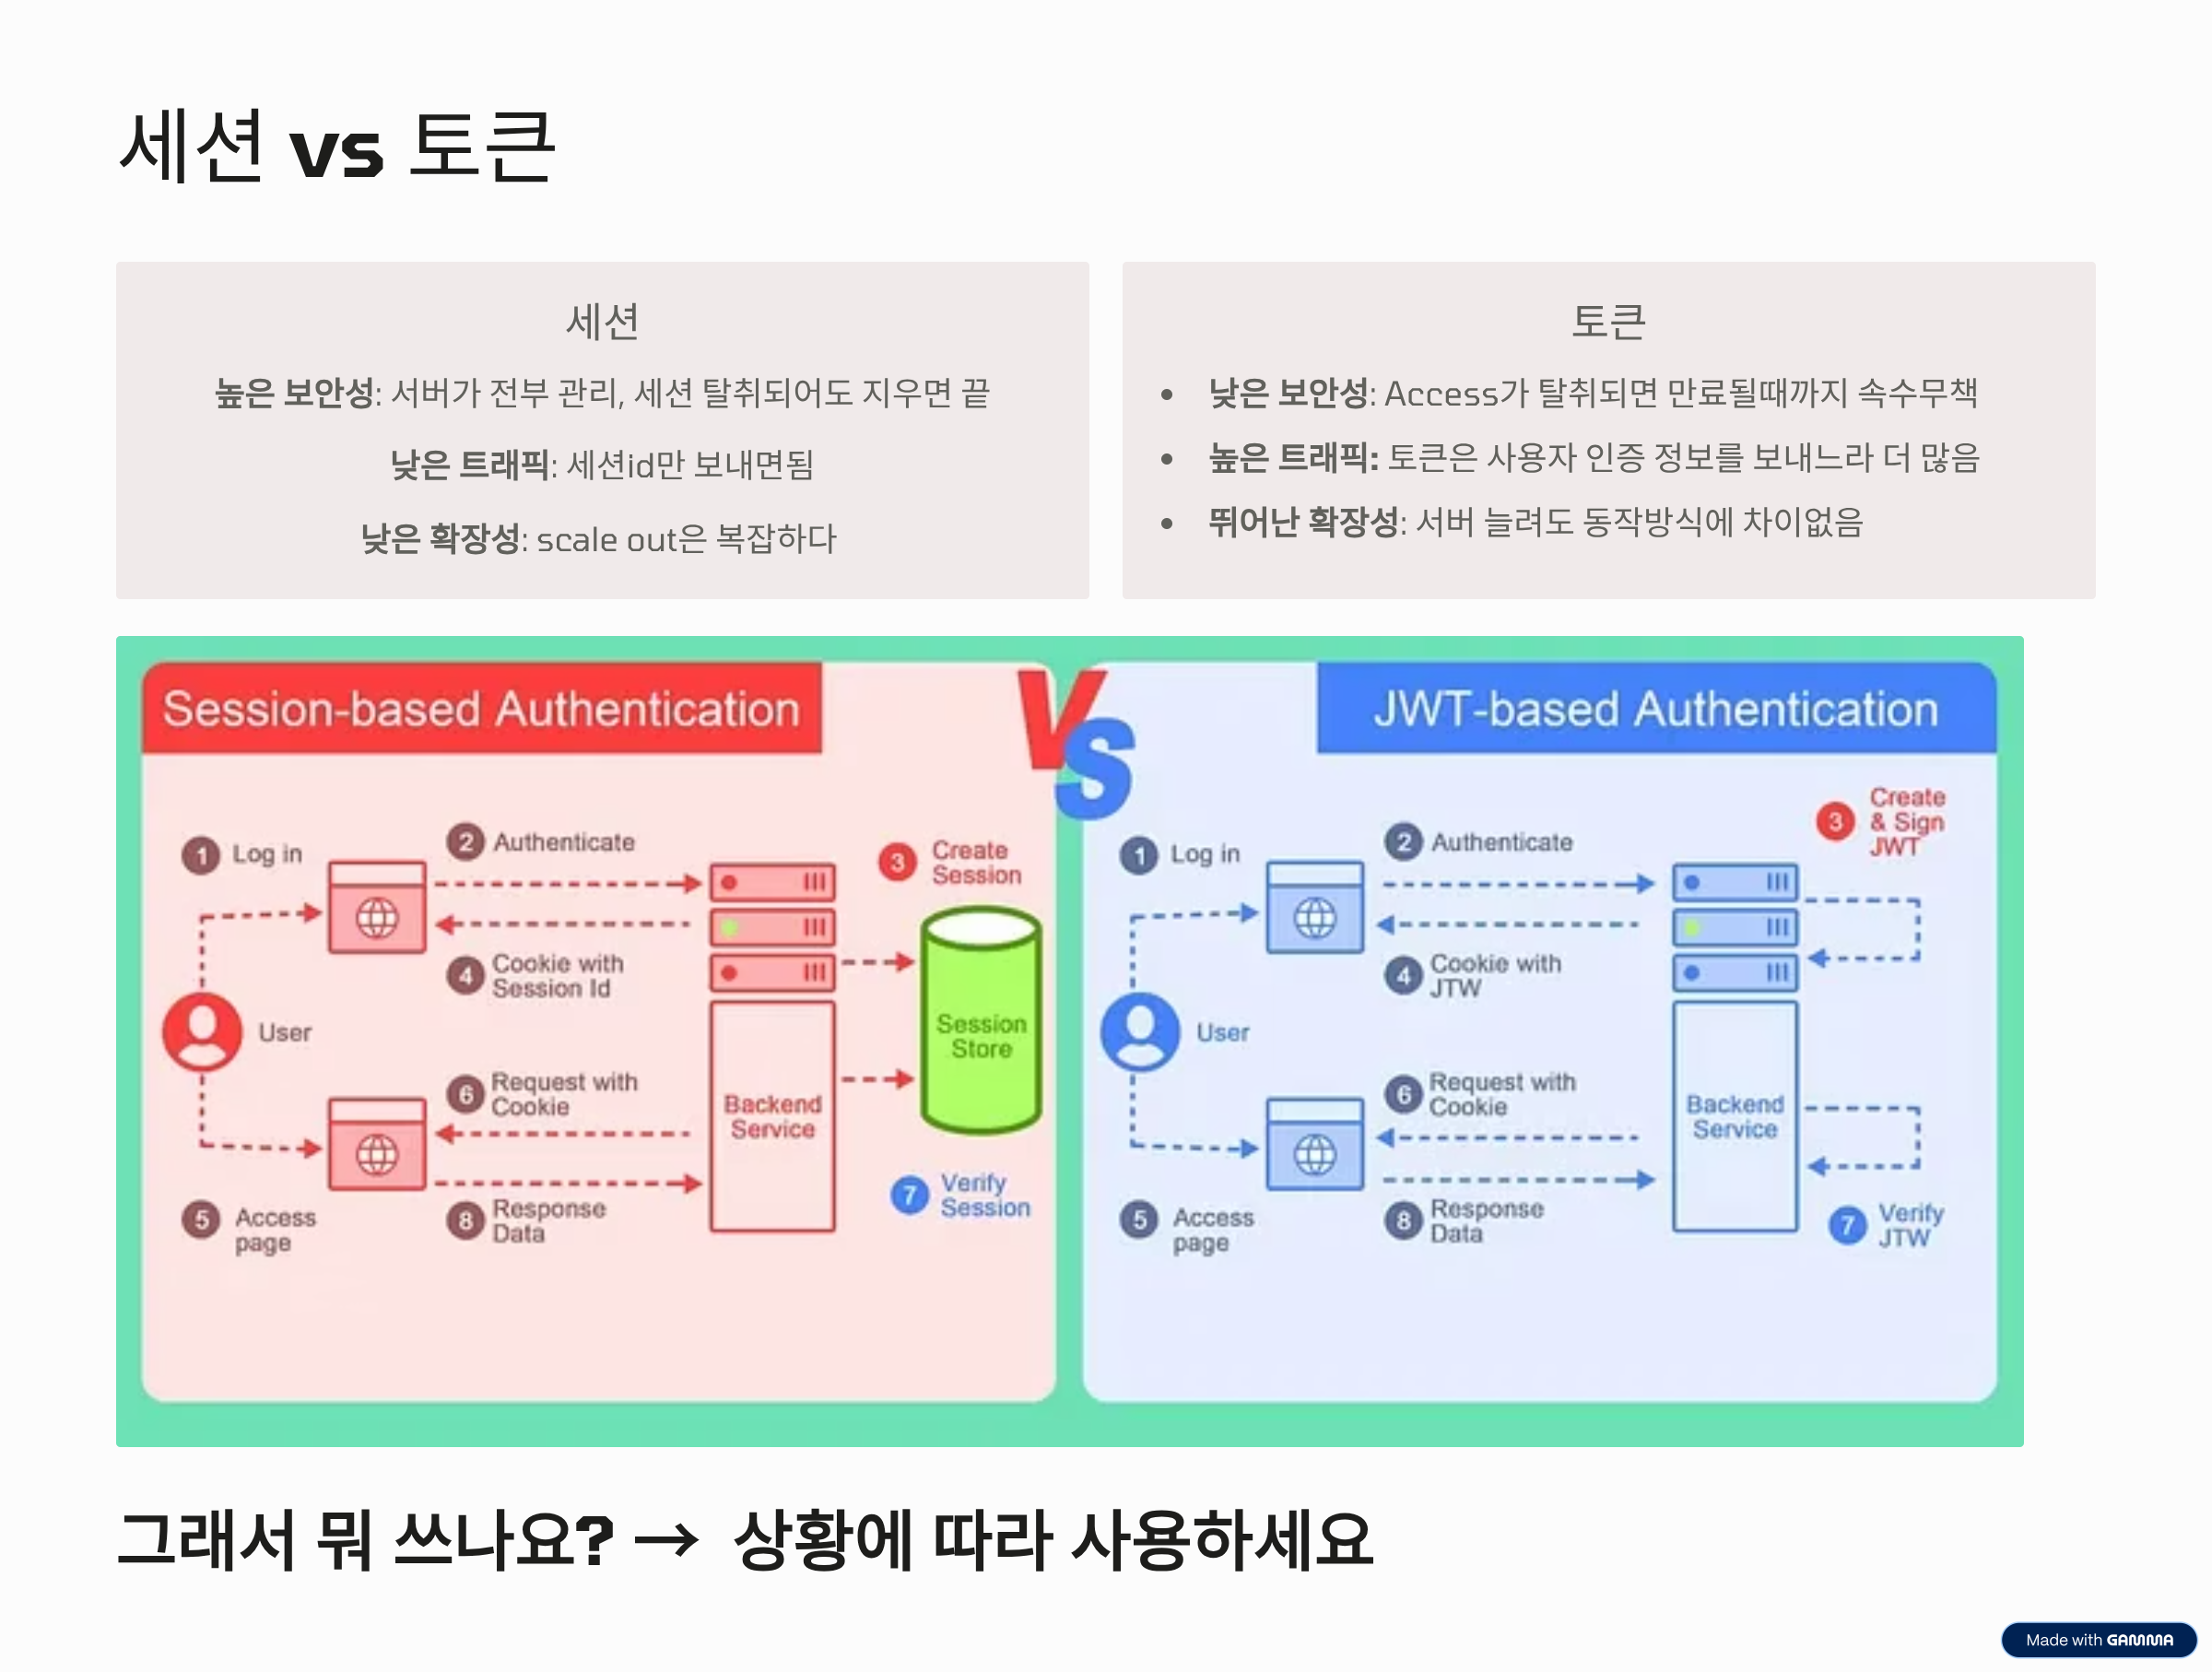 세션 vs 토큰
세션
높은 보안성: 서버가 전부 관리, 세션 탈취되어도 지우면 끝
낮은 트래픽: 세션id만 보내면됨
낮은 확장성: scale out은 복잡하다
토큰
• 낮은 보안성: Access가 탈취되면 만료될때까지 속수무책
• 높은 트래픽: 토큰은 사용자 인증 정보를 보내느라 더 많음
• 뛰어난 확장성: 서버 늘려도 동작방식에 차이없음
Session-based Authentication
VS
JWT-based Authentication
1 Log in
2 Authenticate
3 Create
Session
4 Cookie with
Session Id
User
Session
Store
6 Request with
Cookie
Backend
Service
7 Verify
Session
5 Access
page
8 Response
Data
1 Log in
2 Authenticate
3 Create
& Sign
JWT
4 Cookie with
JTW
User
6 Request with
Cookie
Backend
Service
5 Access
page
8 Response
Data
7 Verify
JTW
그래서 뭐 쓰나요? → 상황에 따라 사용하세요
Made with GAMMA